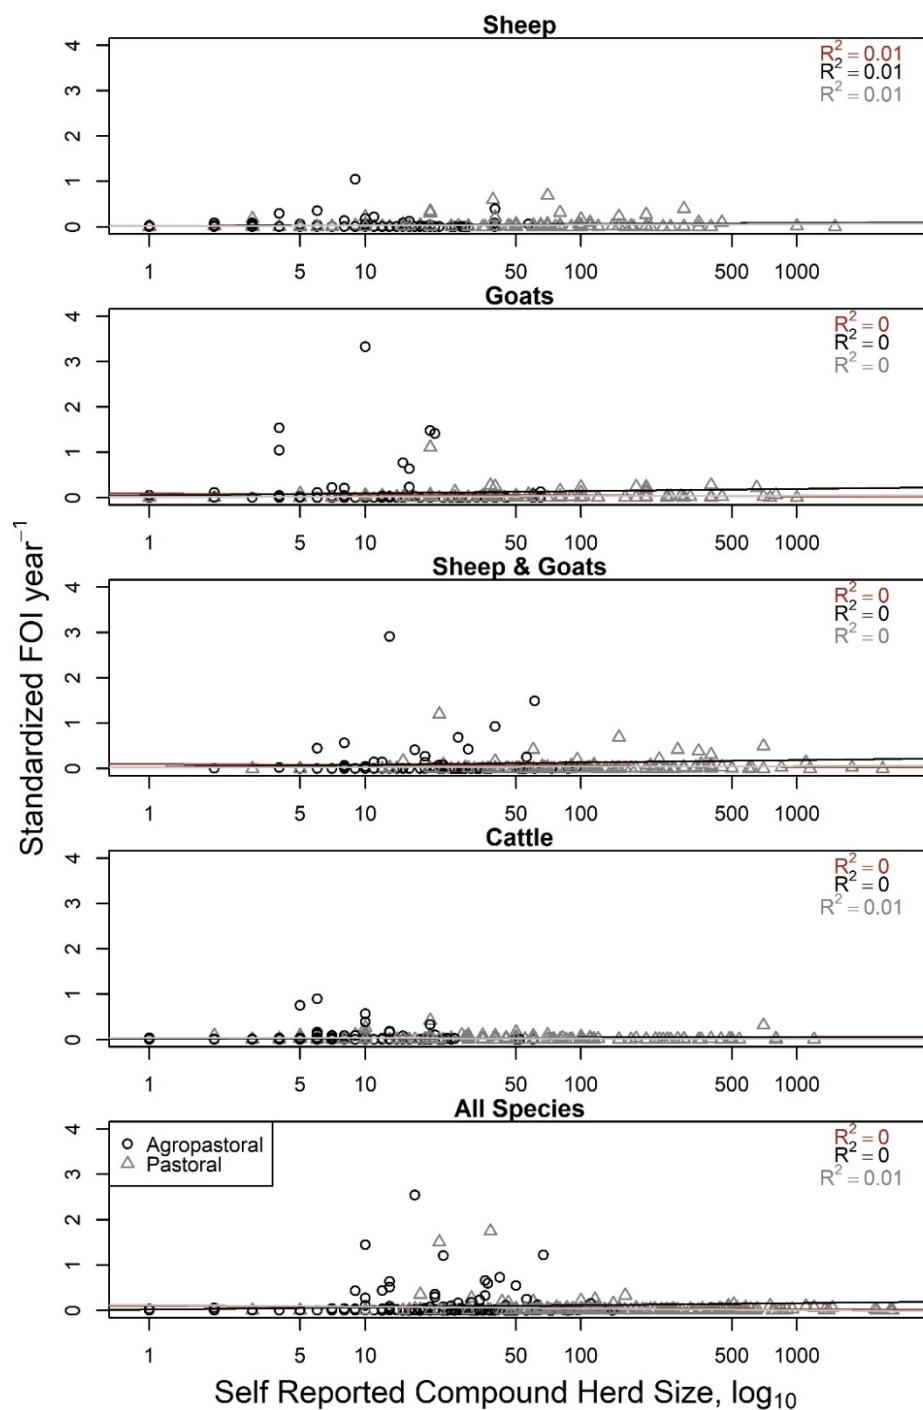 Sheep
R² = 0.01
R² = 0.01
R² = 0.01
4
3
2
1
0
1 5 10 50 100 500 1000
Goats
R² = 0
R² = 0
R² = 0
4
3
2
1
0
1 5 10 50 100 500 1000
Sheep & Goats
R² = 0
R² = 0
R² = 0
4
3
2
1
0
1 5 10 50 100 500 1000
Cattle
R² = 0
R² = 0
R² = 0.01
4
3
2
1
0
1 5 10 50 100 500 1000
All Species
Agropastoral
Pastoral
R² = 0
R² = 0
R² = 0.01
4
3
2
1
0
1 5 10 50 100 500 1000
Standardized FOI year⁻¹
Self Reported Compound Herd Size, log₁₀